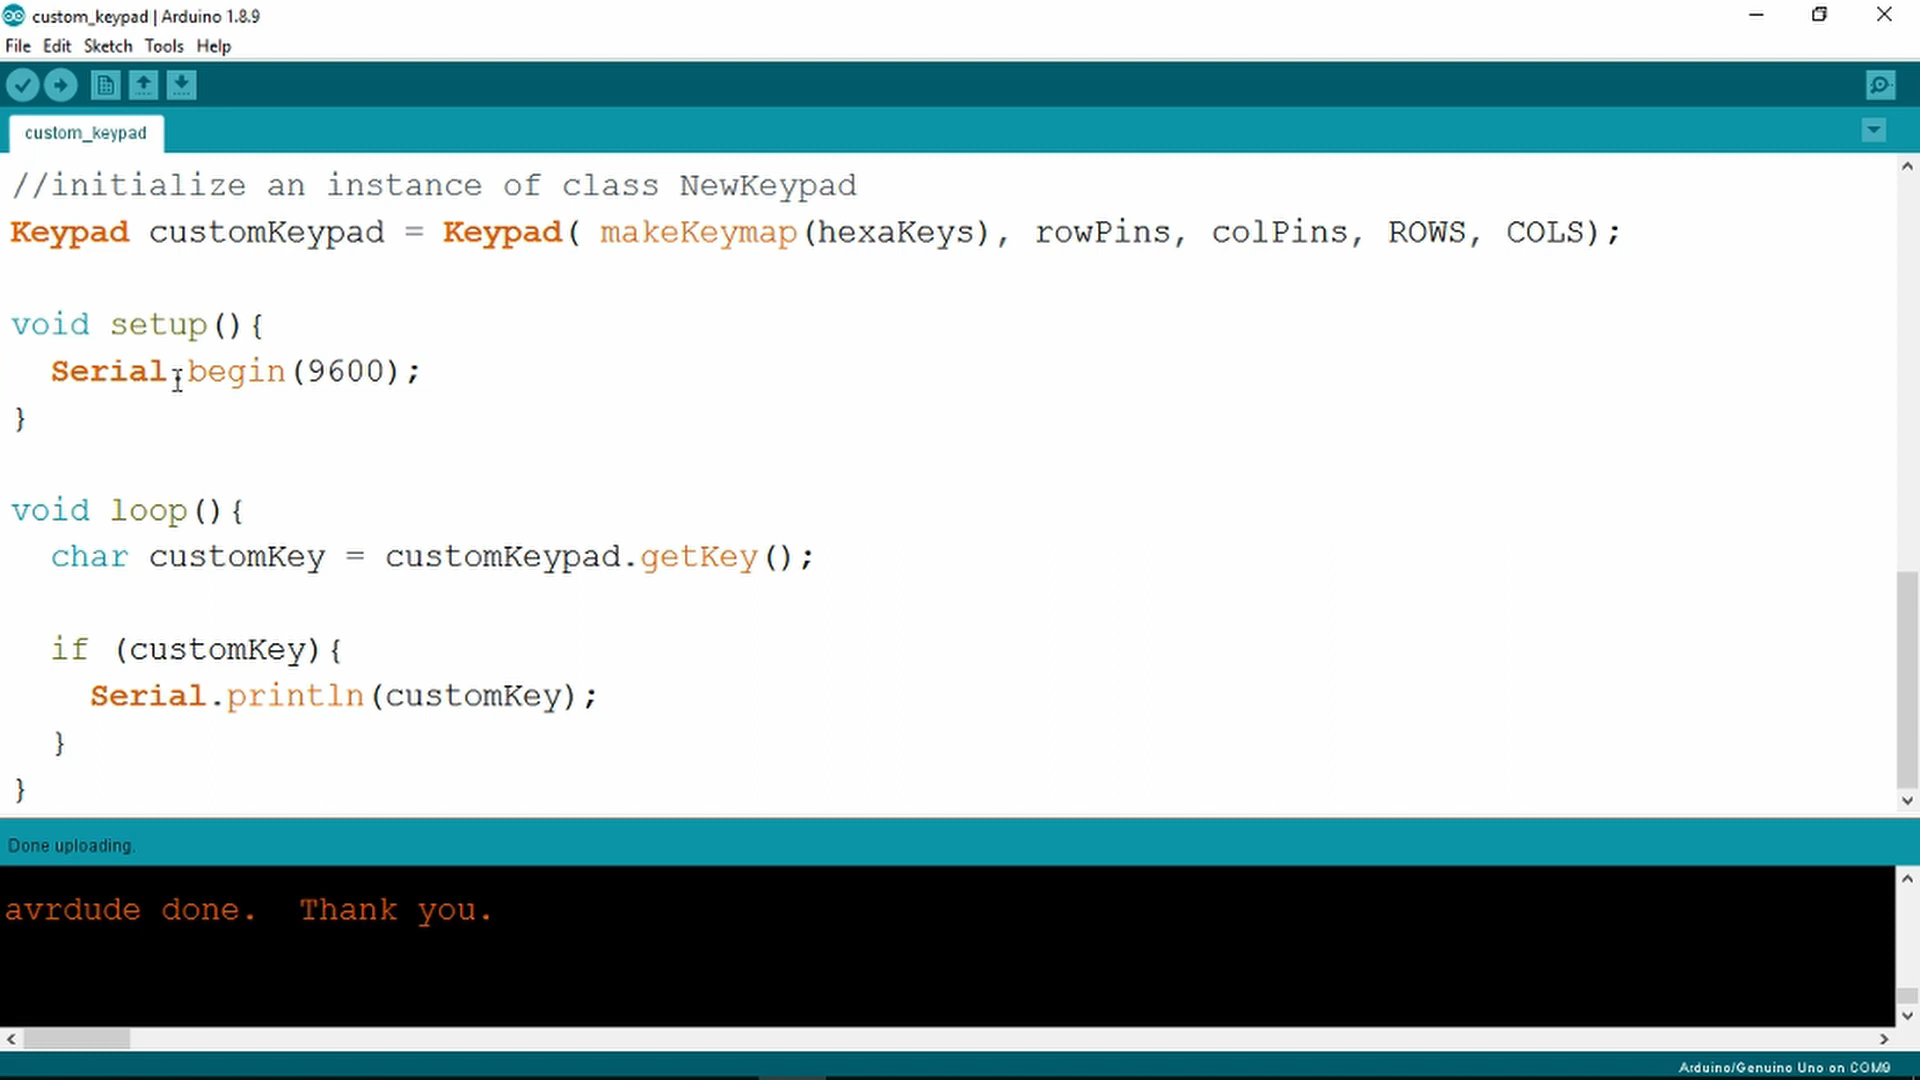 custom_keypad | Arduino 1.8.9
File Edit Sketch Tools Help
custom_keypad
//initialize an instance of class NewKeypad
Keypad customKeypad = Keypad( makeKeymap(hexaKeys), rowPins, colPins, ROWS, COLS);
void setup(){
Serial.begin(9600);
}
void loop(){
char customKey = customKeypad.getKey();
if (customKey){
Serial.println(customKey);
}
}
Done uploading.
avrdude done.  Thank you.
Arduino/Genuino Uno on COM9